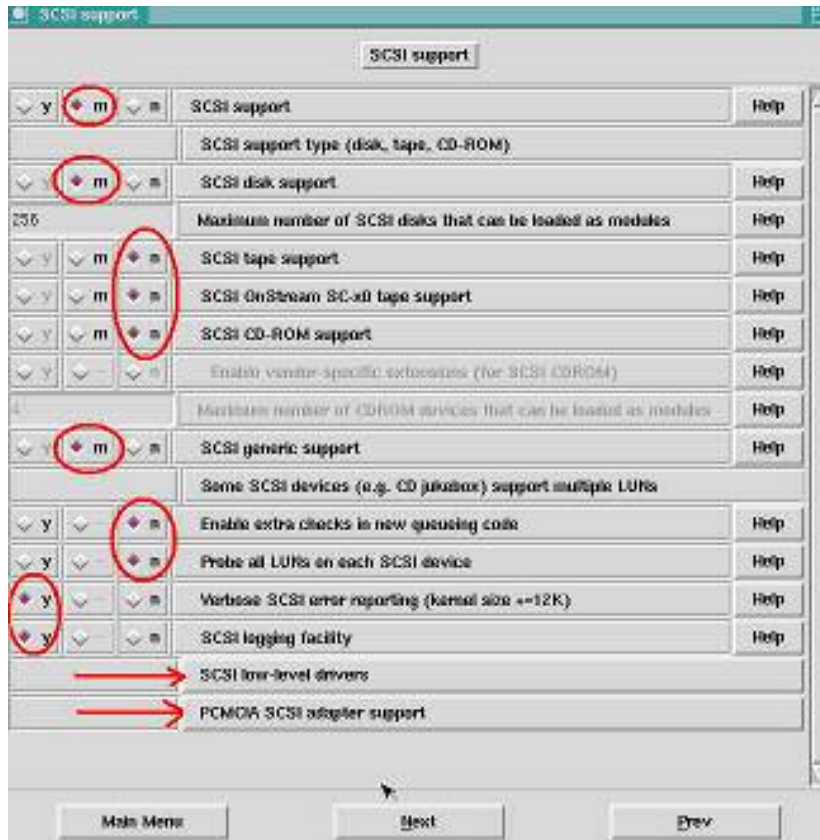 SCSI support
SCSI support
y m n SCSI support Help
SCSI support type (disk, tape, CD-ROM)
y m n SCSI disk support Help
256 Maximum number of SCSI disks that can be loaded as modules Help
y m n SCSI tape support Help
y m n SCSI OnStream SC-x0 tape support Help
y m n SCSI CD-ROM support Help
y - n Enable vendor-specific extensions (for SCSI CDROM) Help
Maximum number of CDROM devices that can be loaded as modules Help
y m n SCSI generic support Help
Some SCSI devices (e.g. CD jukebox) support multiple LUNs
y - n Enable extra checks in new queueing code Help
y - n Probe all LUNs on each SCSI device Help
y - n Verbose SCSI error reporting (kernel size +=12K) Help
y - n SCSI logging facility Help
SCSI low-level drivers
PCMCIA SCSI adapter support
Main Menu Next Prev